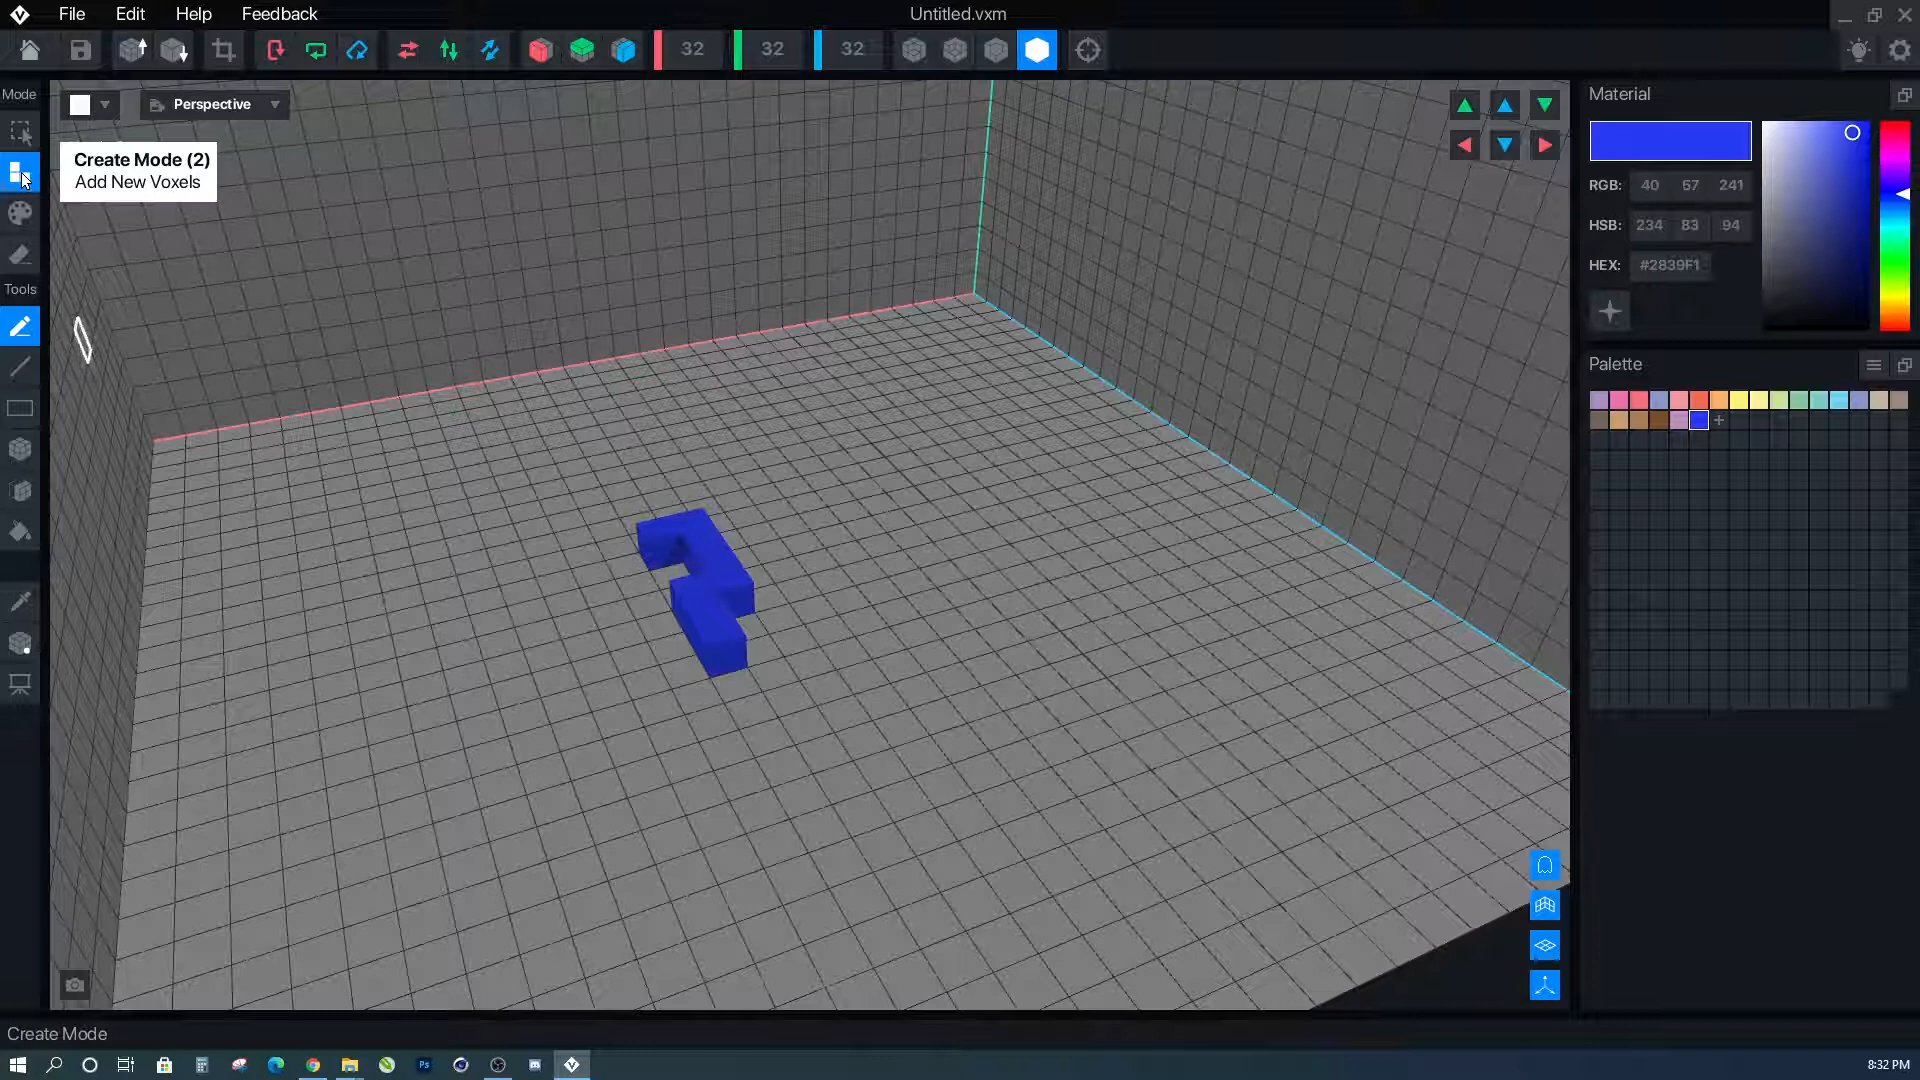 File Edit Help Feedback
Untitled.vxm
32 32 32
Mode
Perspective
Create Mode (2)
Add New Voxels
Tools
Material
RGB: 40 57 241
HSB: 234 83 94
HEX: #2839F1
Palette
Create Mode
Ps
8:32 PM